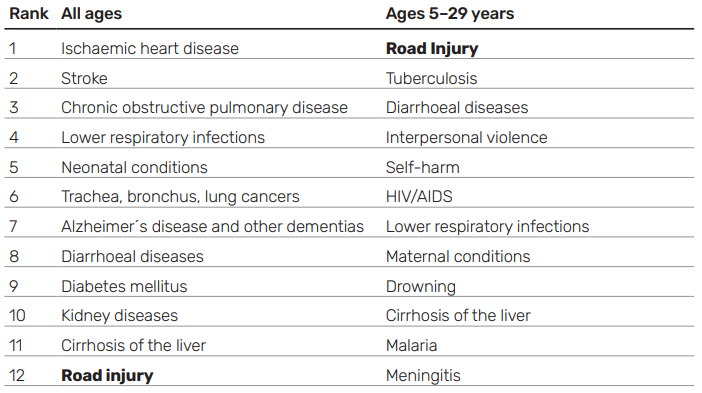 Rank All ages Ages 5–29 years
1 Ischaemic heart disease Road Injury
2 Stroke Tuberculosis
3 Chronic obstructive pulmonary disease Diarrhoeal diseases
4 Lower respiratory infections Interpersonal violence
5 Neonatal conditions Self-harm
6 Trachea, bronchus, lung cancers HIV/AIDS
7 Alzheimer´s disease and other dementias Lower respiratory infections
8 Diarrhoeal diseases Maternal conditions
9 Diabetes mellitus Drowning
10 Kidney diseases Cirrhosis of the liver
11 Cirrhosis of the liver Malaria
12 Road injury Meningitis